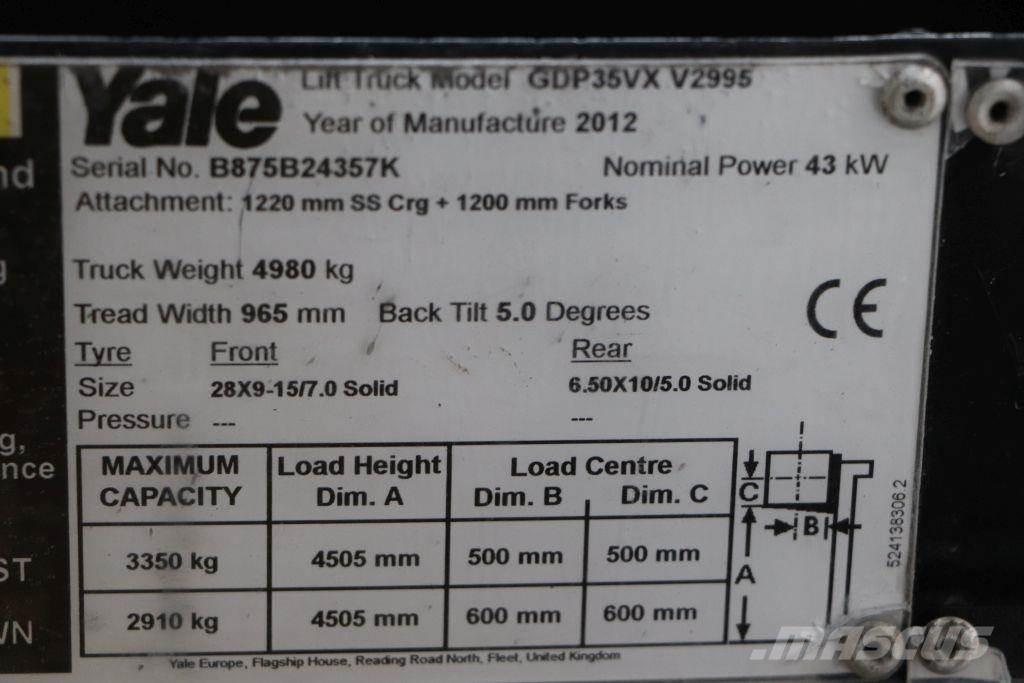 Yale
Lift Truck Model GDP35VX V2995
Year of Manufacture 2012
Serial No. B875B24357K Nominal Power 43 kW
Attachment: 1220 mm SS Crg + 1200 mm Forks
Truck Weight 4980 kg
Tread Width 965 mm Back Tilt 5.0 Degrees
CE
Tyre Front Rear
Size 28X9-15/7.0 Solid 6.50X10/5.0 Solid
Pressure --- ---
MAXIMUM CAPACITY Load Height Dim. A Load Centre Dim. B Dim. C
3350 kg 4505 mm 500 mm 500 mm
2910 kg 4505 mm 600 mm 600 mm
C
B
A
524138306.2
Yale Europe, Flagship House, Reading Road North, Fleet, United Kingdom
MASCUS